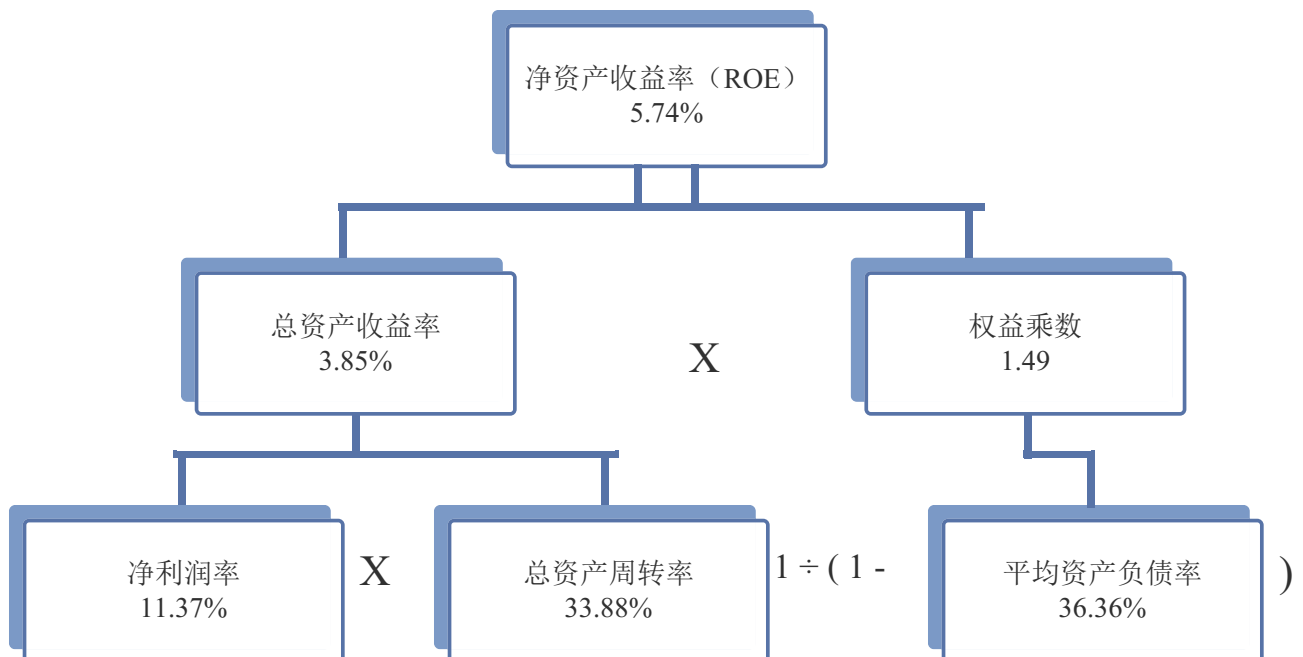 净资产收益率（ROE）
5.74%
总资产收益率
3.85%
X
权益乘数
1.49
净利润率
11.37%
X
总资产周转率
33.88%
1 ÷ ( 1 -
平均资产负债率
36.36%
)